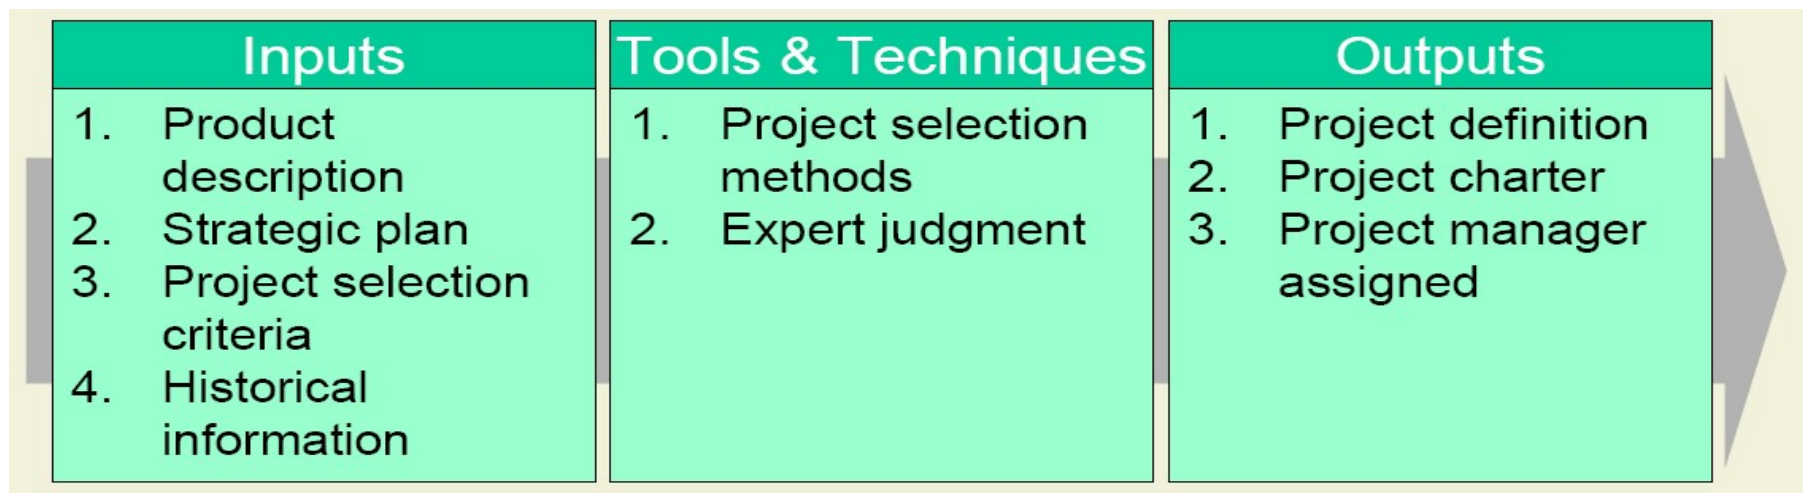 Inputs
1. Product
description
2. Strategic plan
3. Project selection
criteria
4. Historical
information
Tools & Techniques
1. Project selection
methods
2. Expert judgment
Outputs
1. Project definition
2. Project charter
3. Project manager
assigned